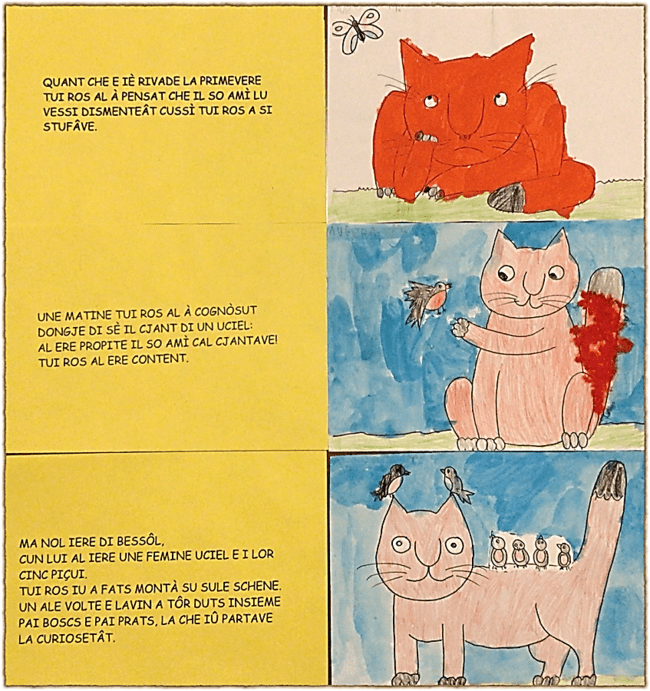 QUANT CHE E IÈ RIVADE LA PRIMEVERE
TUI ROS AL À PENSAT CHE IL SO AMÌ LU
VESSI DISMENTEÂT CUSSÌ TUI ROS A SI
STUFÂVE.
UNE MATINE TUI ROS AL À COGNÒSUT
DONGJE DI SÈ IL CJANT DI UN UCIEL:
AL ERE PROPITE IL SO AMÌ CAL CJANTAVE!
TUI ROS AL ERE CONTENT.
MA NOL IERE DI BESSÔL,
CUN LUI AL IERE UNE FEMINE UCIEL E I LOR
CINC PIÇUI.
TUI ROS IU A FATS MONTÀ SU SULE SCHENE.
UN ALE VOLTE E LAVIN A TÔR DUTS INSIEME
PAI BOSCS E PAI PRATS, LA CHE IÛ PARTAVE
LA CURIOSETÂT.